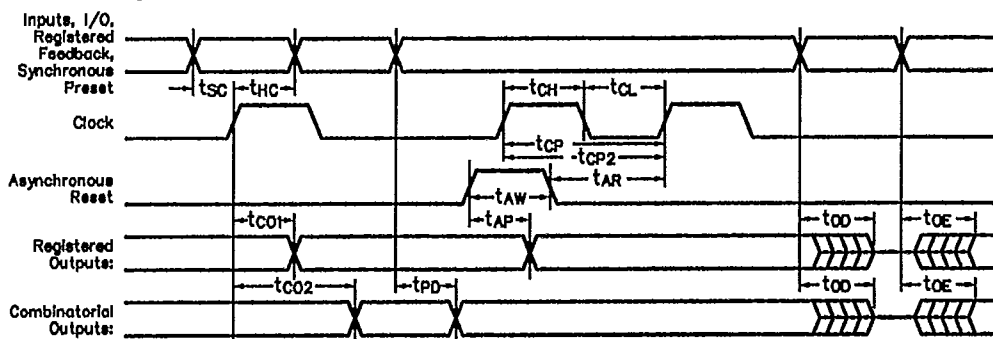 Inputs, I/O,
Registered
Feedback,
Synchronous
Preset
tSC tHC tCH tCL
Clock
tCP
tCP2
Asynchronous
Reset
tAR
tAW
tCO1 tAP tOD tOE
Registered
Outputs:
tCO2 tPD tOD tOE
Combinatorial
Outputs: